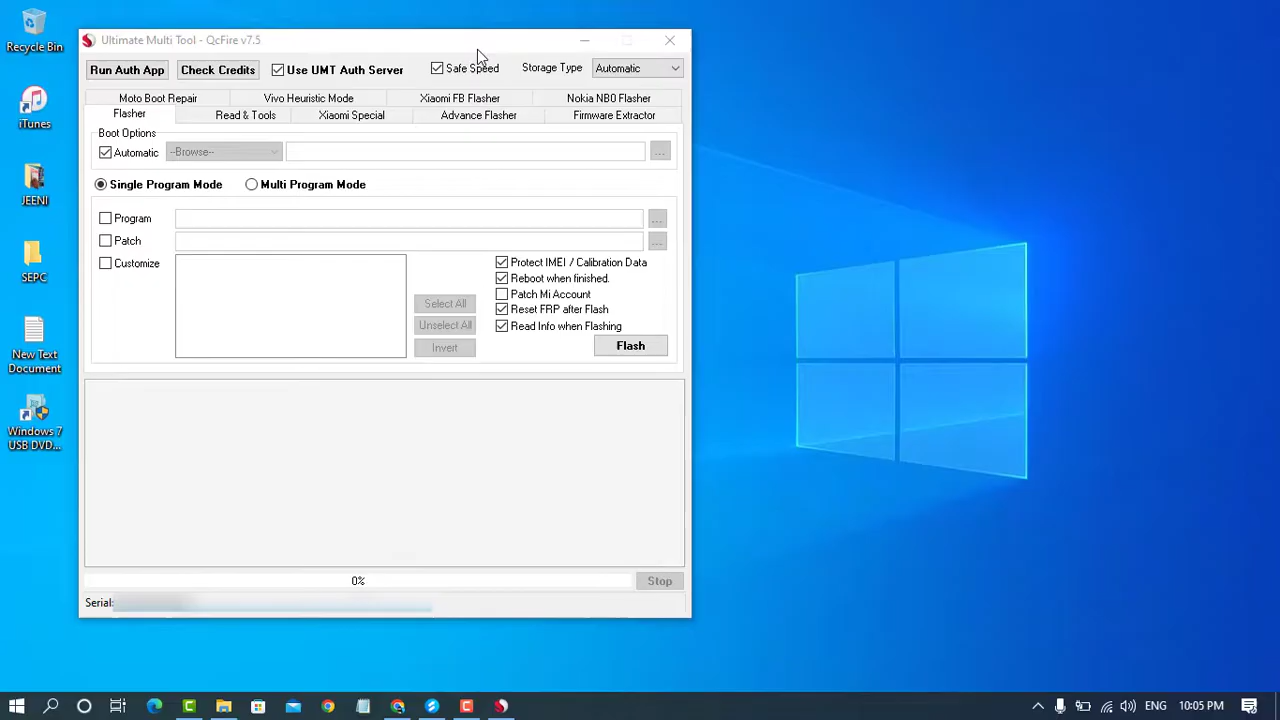 Recycle Bin
iTunes
JEENI
SEPC
New Text
Document
Windows 7
USB DVD...
Ultimate Multi Tool - QcFire v7.5
Run Auth App
Check Credits
Use UMT Auth Server
Safe Speed
Storage Type
Automatic
Moto Boot Repair
Vivo Heuristic Mode
Xiaomi FB Flasher
Nokia NB0 Flasher
Flasher
Read & Tools
Xiaomi Special
Advance Flasher
Firmware Extractor
Boot Options
Automatic
--Browse--
...
Single Program Mode
Multi Program Mode
Program
...
Patch
...
Customize
Select All
Unselect All
Invert
Protect IMEI / Calibration Data
Reboot when finished.
Patch Mi Account
Reset FRP after Flash
Read Info when Flashing
Flash
0%
Stop
Serial:
10:05 PM